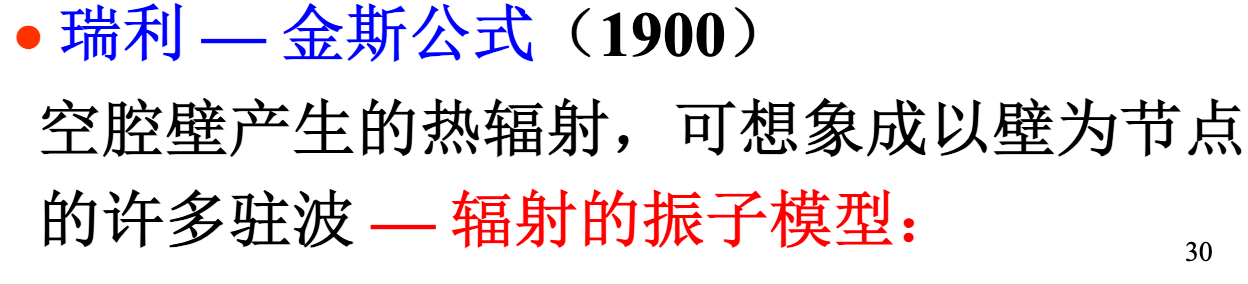 • 瑞利 — 金斯公式（1900）
空腔壁产生的热辐射，可想象成以壁为节点
的许多驻波 — 辐射的振子模型：
30